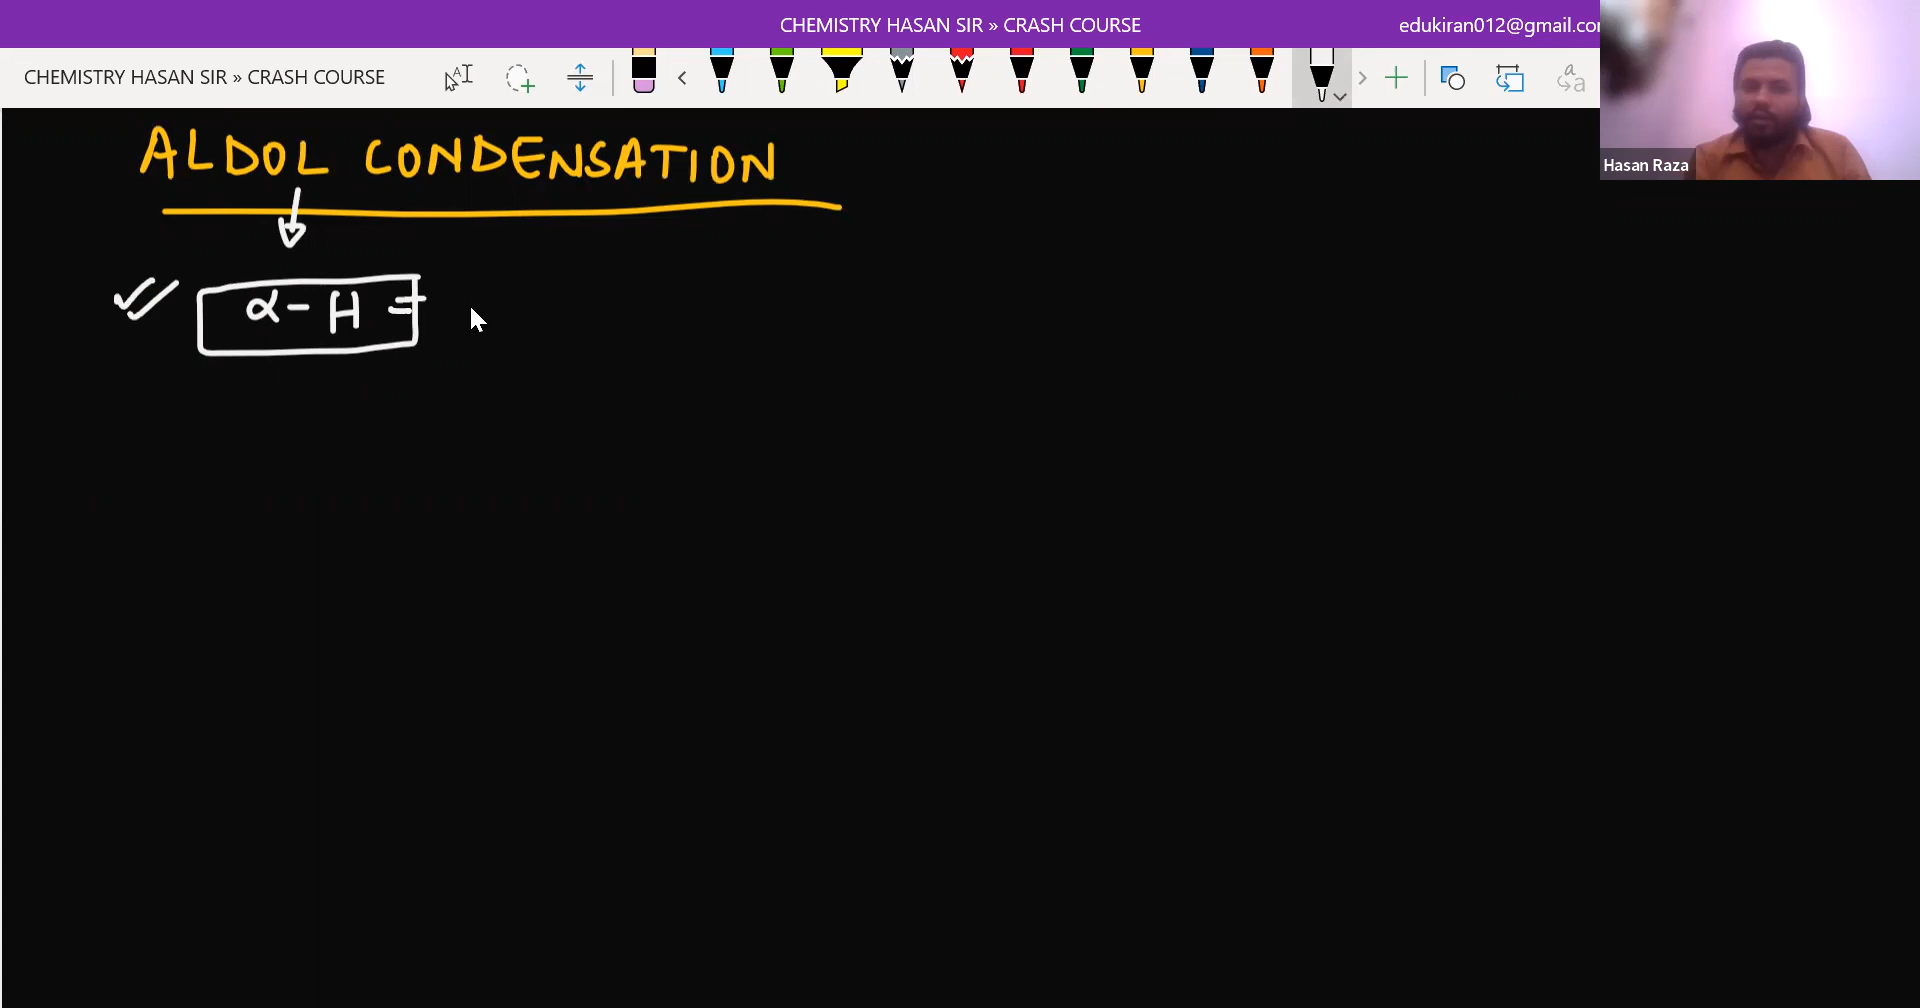 CHEMISTRY HASAN SIR » CRASH COURSE
edukiran012@gmail.co
CHEMISTRY HASAN SIR » CRASH COURSE
Hasan Raza
ALDOL CONDENSATION
α - H =